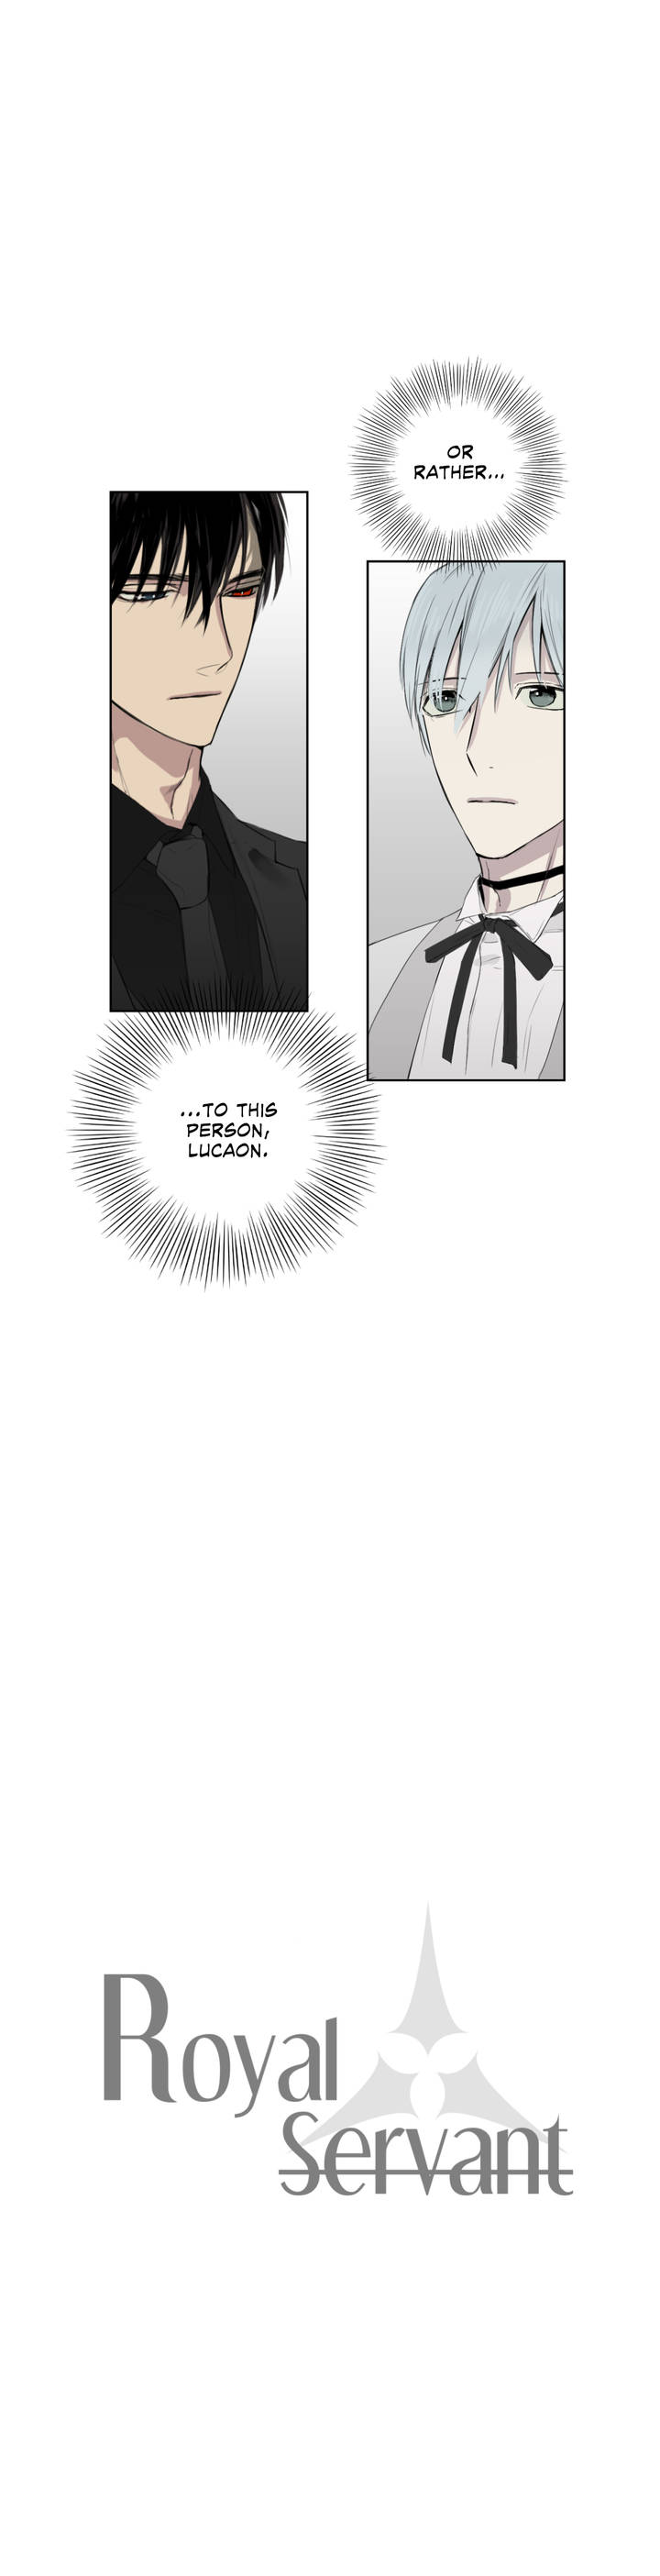 OR
RATHER...
...TO THIS
PERSON,
LUCAON.
Royal
Servant